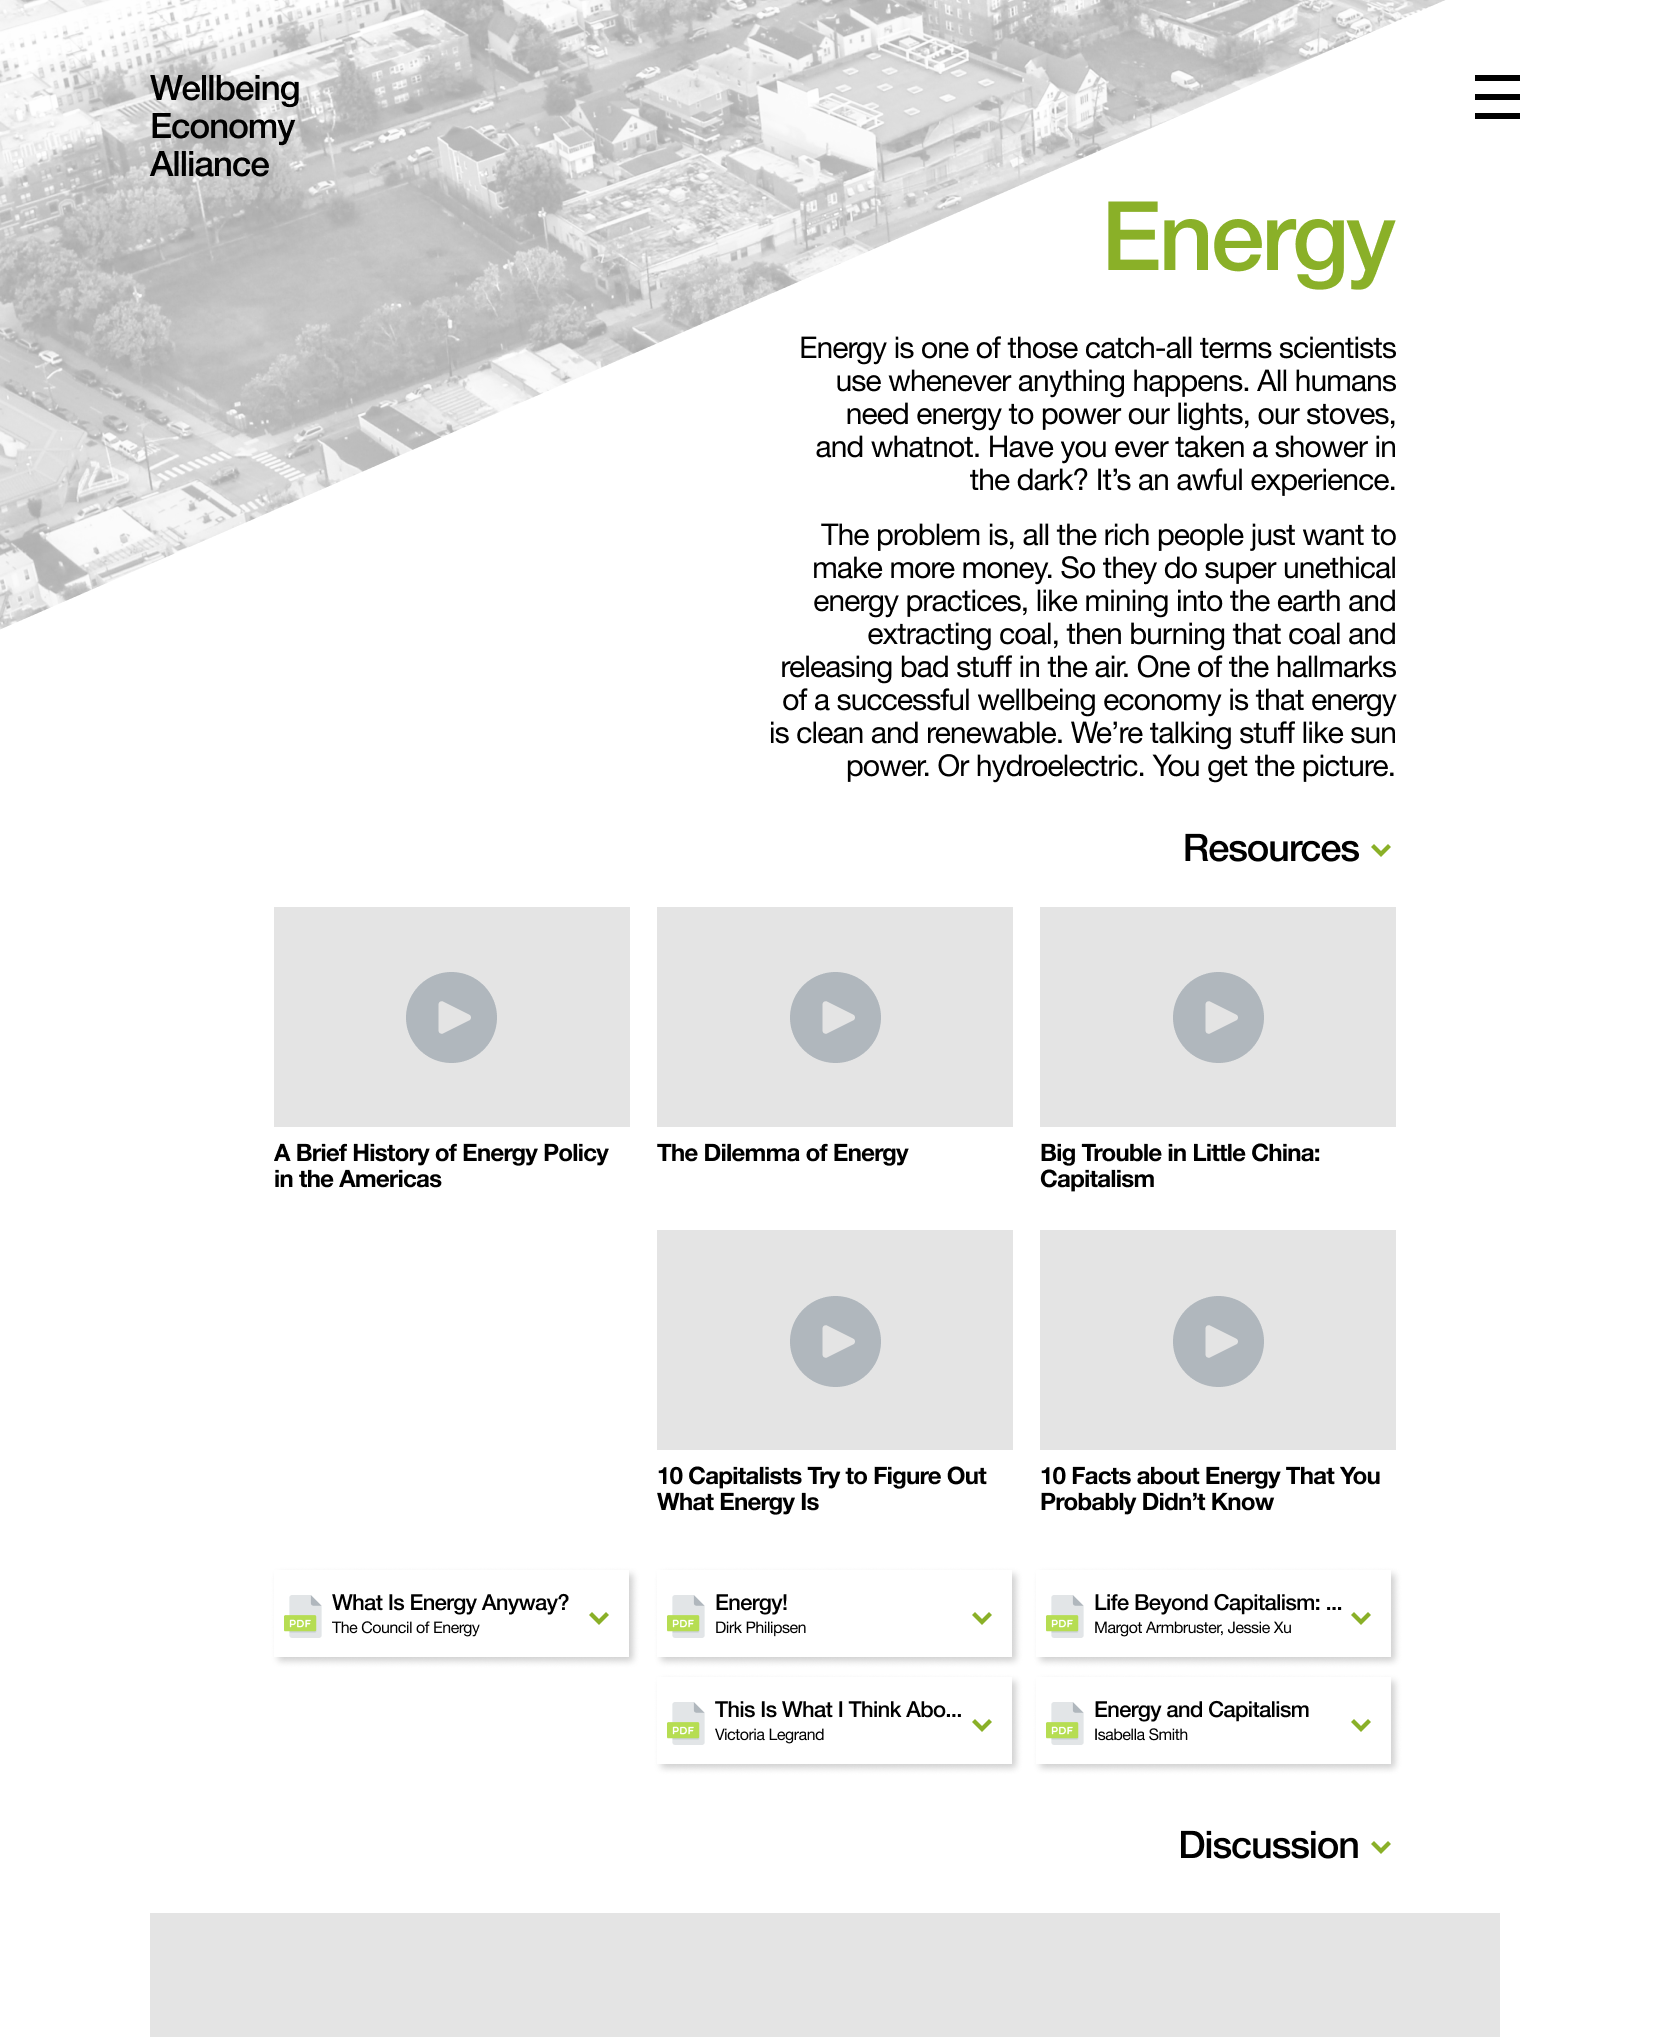 Wellbeing
Economy
Alliance
Energy
Energy is one of those catch-all terms scientists
use whenever anything happens. All humans
need energy to power our lights, our stoves,
and whatnot. Have you ever taken a shower in
the dark? It’s an awful experience.
The problem is, all the rich people just want to
make more money. So they do super unethical
energy practices, like mining into the earth and
extracting coal, then burning that coal and
releasing bad stuff in the air. One of the hallmarks
of a successful wellbeing economy is that energy
is clean and renewable. We’re talking stuff like sun
power. Or hydroelectric. You get the picture.
Resources
A Brief History of Energy Policy
in the Americas
The Dilemma of Energy
Big Trouble in Little China:
Capitalism
10 Capitalists Try to Figure Out
What Energy Is
10 Facts about Energy That You
Probably Didn’t Know
PDF
What Is Energy Anyway?
The Council of Energy
PDF
Energy!
Dirk Philipsen
PDF
Life Beyond Capitalism: ...
Margot Armbruster, Jessie Xu
PDF
This Is What I Think Abo...
Victoria Legrand
PDF
Energy and Capitalism
Isabella Smith
Discussion